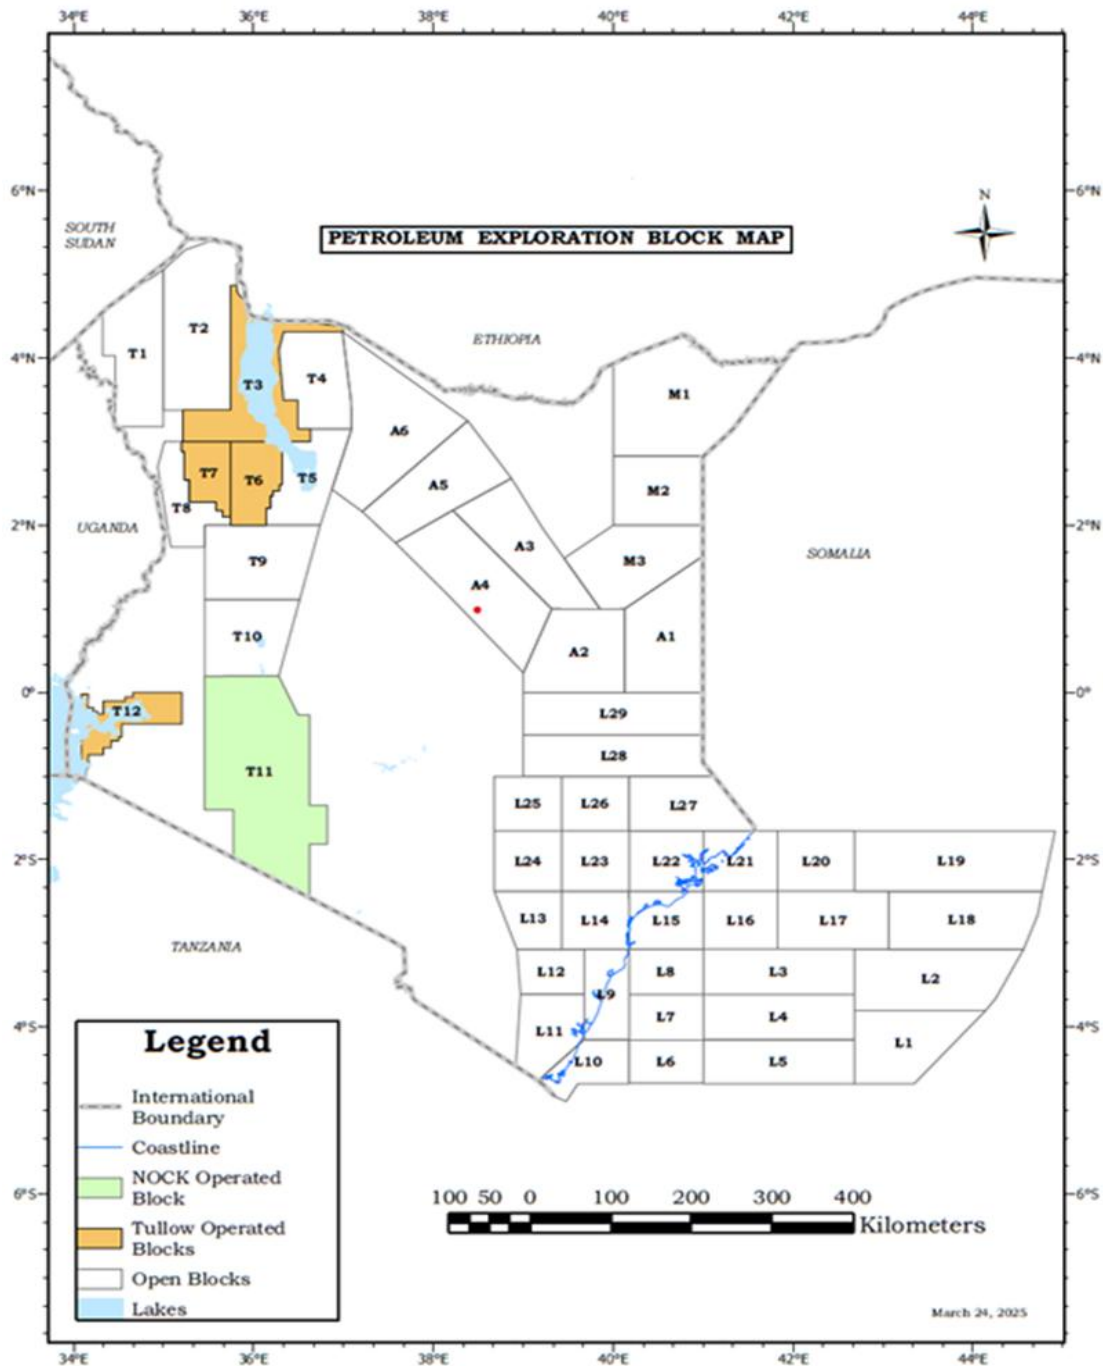 34°E 36°E 38°E 40°E 42°E 44°E
6°N 6°N
SOUTH
SUDAN
N
PETROLEUM EXPLORATION BLOCK MAP
ETHIOPIA
T1
T2
4°N 4°N
T3
T4
M1
A6
T7
T6
T5
A5
M2
T8
UGANDA
2°N 2°N
A3
SOMALIA
T9
M3
A4
T10
A2
A1
0° 0°
T12
L29
L28
T11
L25
L26
L27
2°S 2°S
L24
L23
L22
L21
L20
L19
L13
L14
L15
L16
L17
L18
TANZANIA
L12
L8
L3
L2
L9
4°S 4°S
L11
L7
L4
L1
L10
L6
L5
Legend
International
Boundary
Coastline
NOCK Operated
Block
Tullow Operated
Blocks
Open Blocks
Lakes
6°S 6°S
100 50 0 100 200 300 400
Kilometers
March 24, 2025
34°E 36°E 38°E 40°E 42°E 44°E